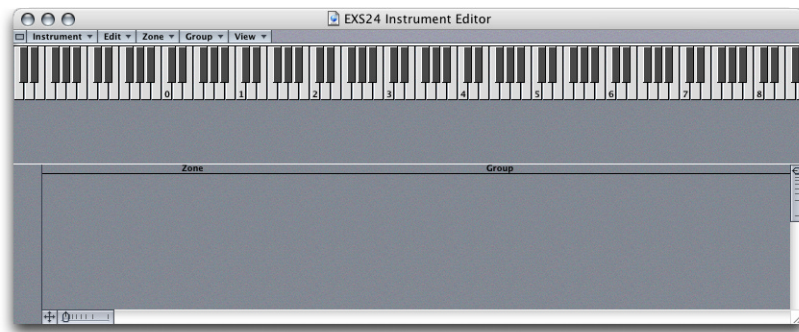 EXS24 Instrument Editor
Instrument Edit Zone Group View
0 1 2 3 4 5 6 7 8
Zone Group